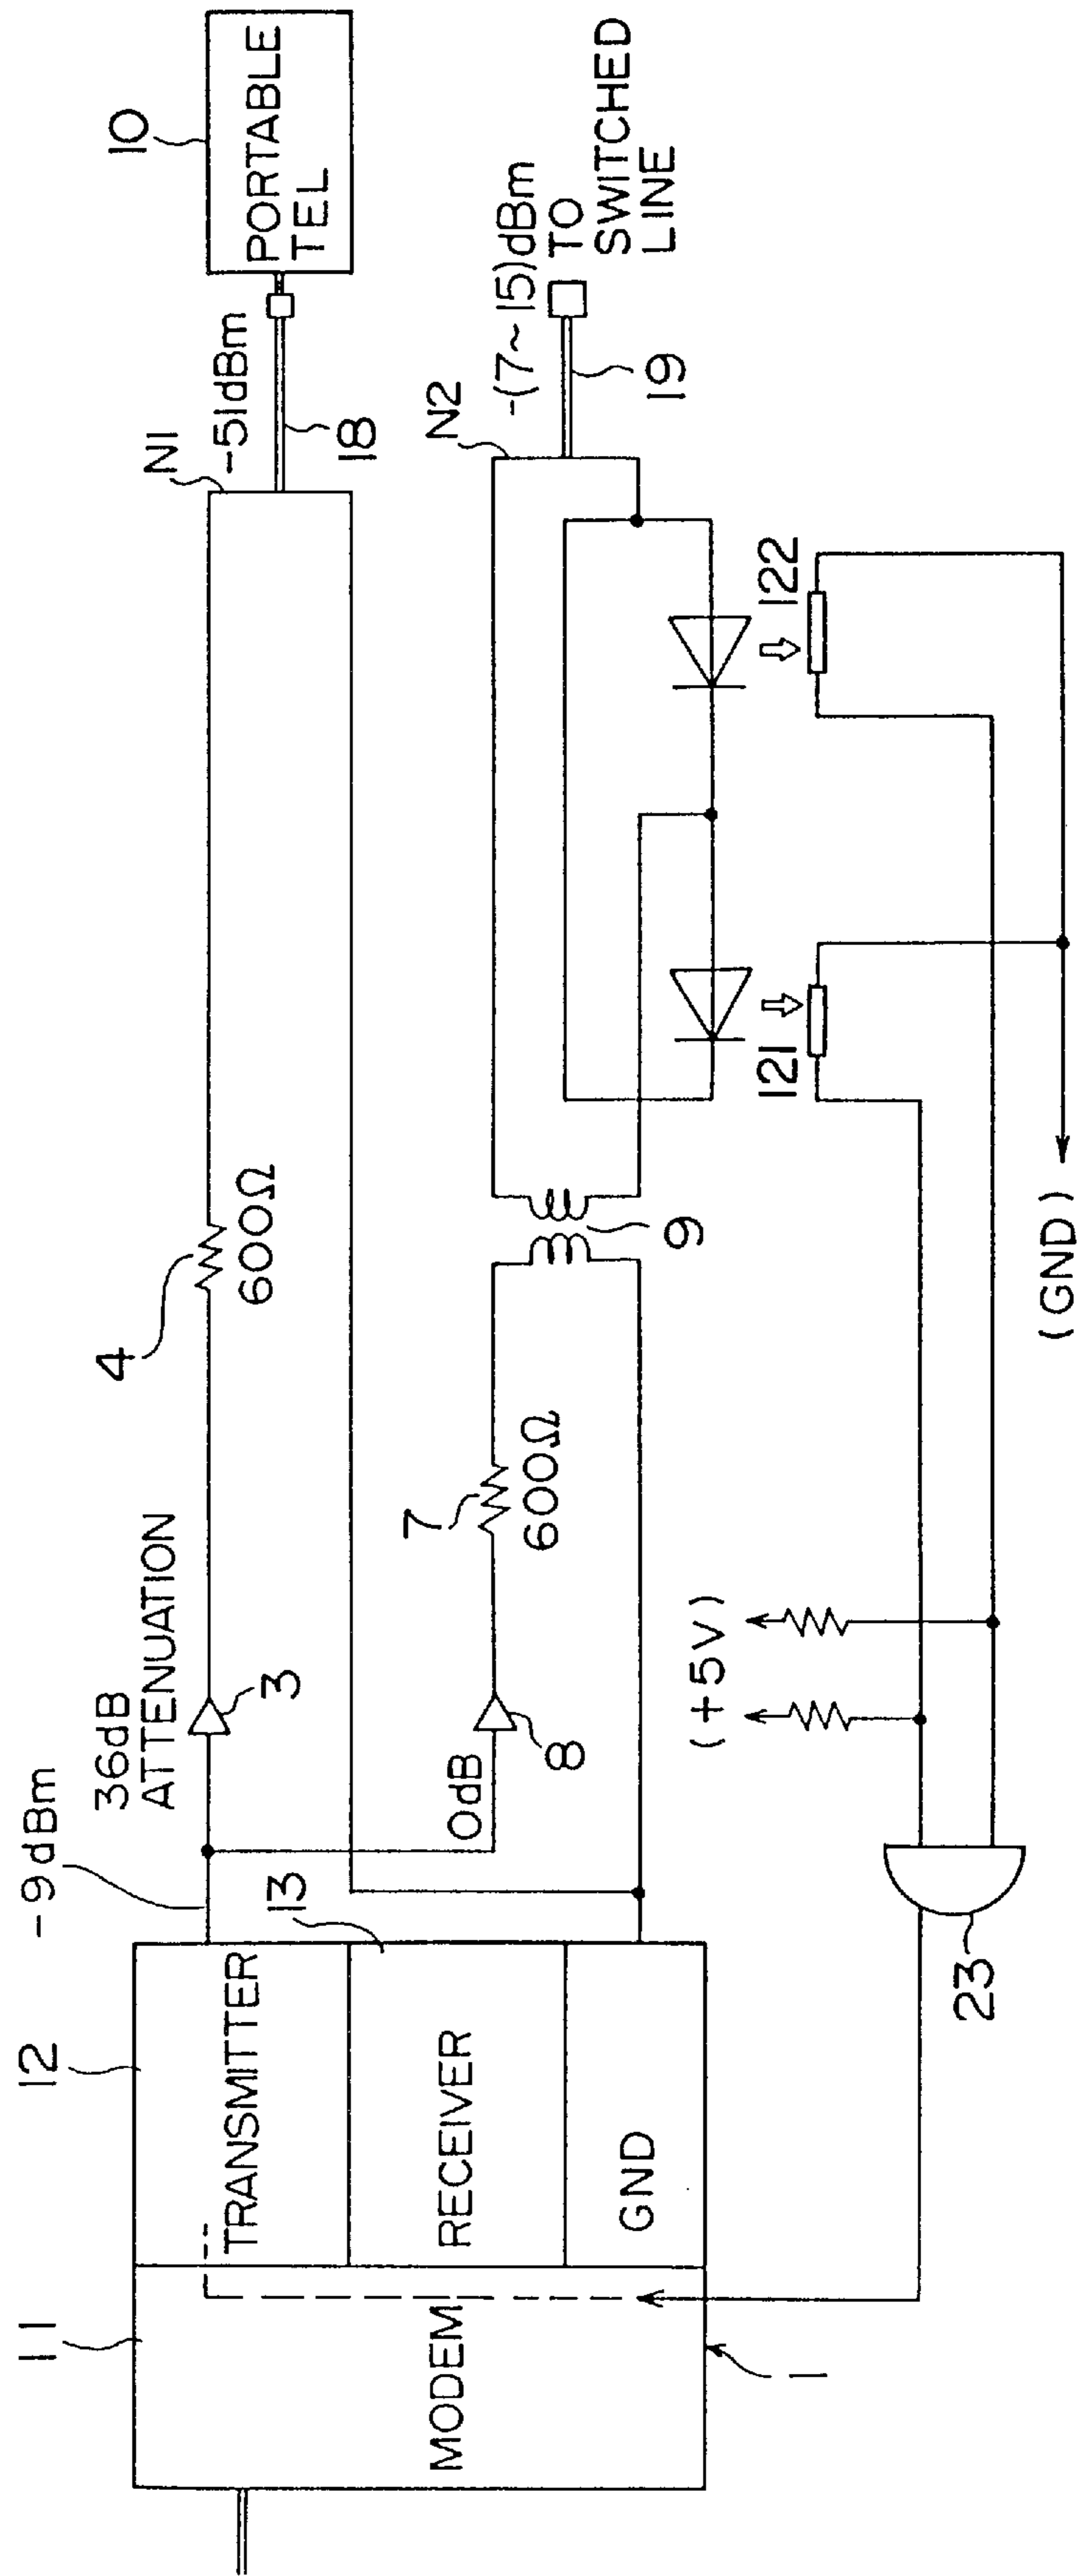 10
PORTABLE
TEL
-51dBm
N1
18
-(7~15)dBm
TO
SWITCHED
LINE
N2
19
4
600Ω
36dB
ATTENUATION
3
-9dBm
7
600Ω
0dB
8
9
122
121
(GND)
(+5V)
23
12
13
TRANSMITTER
RECEIVER
GND
11
MODEM
1